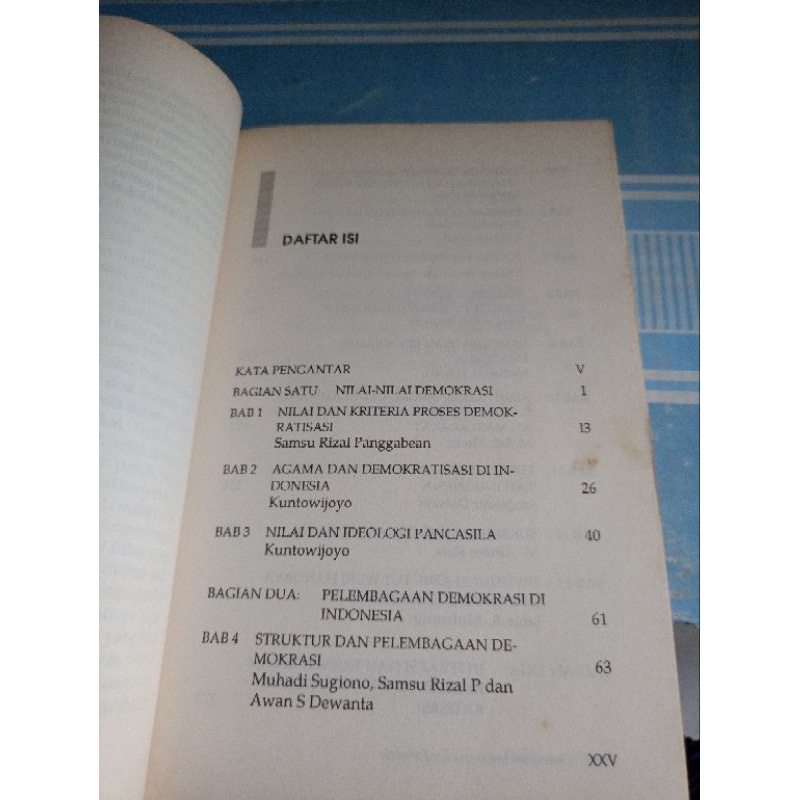 DAFTAR ISI
KATA PENGANTAR V
BAGIAN SATU NILAI-NILAI DEMOKRASI 1
BAB 1 NILAI DAN KRITERIA PROSES DEMOK-
RATISASI 13
Samsu Rizal Panggabean
BAB 2 AGAMA DAN DEMOKRATISASI DI IN-
DONESIA 26
Kuntowijoyo
BAB 3 NILAI DAN IDEOLOGI PANCASILA 40
Kuntowijoyo
BAGIAN DUA: PELEMBAGAAN DEMOKRASI DI
INDONESIA 61
BAB 4 STRUKTUR DAN PELEMBAGAAN DE-
MOKRASI 63
Muhadi Sugiono, Samsu Rizal P dan
Awan S Dewanta
XXV